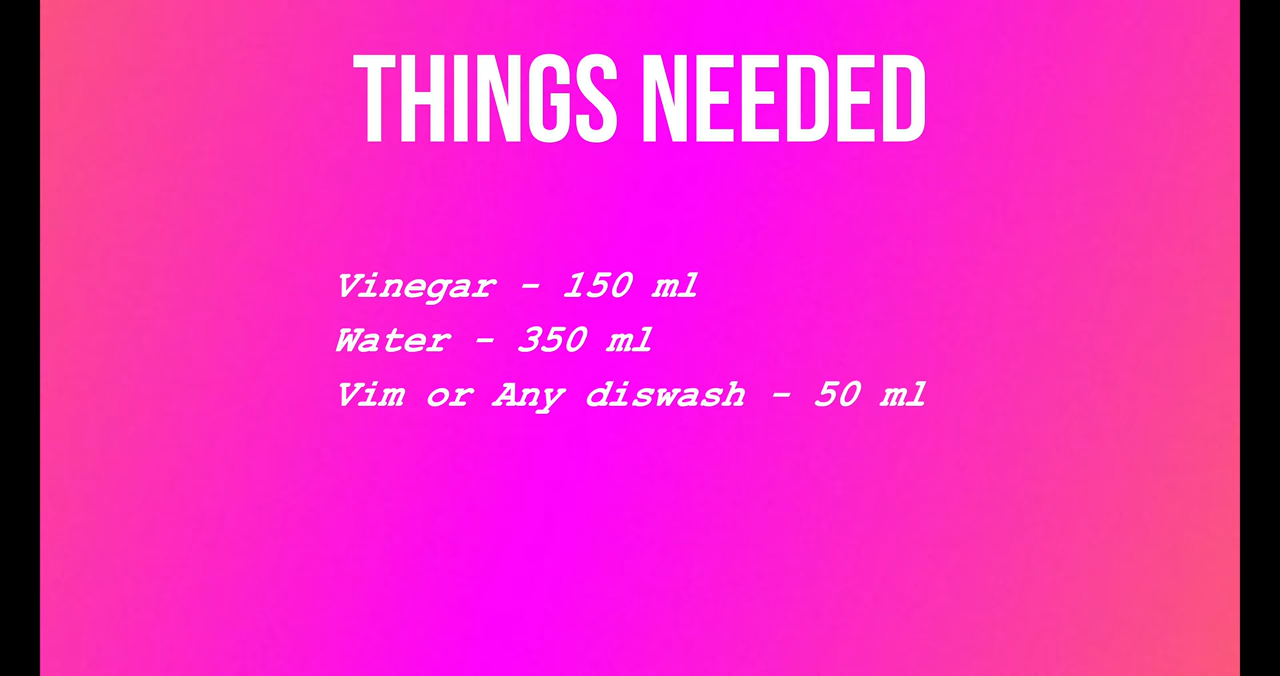 THINGS NEEDED
Vinegar - 150 ml
Water - 350 ml
Vim or Any diswash - 50 ml